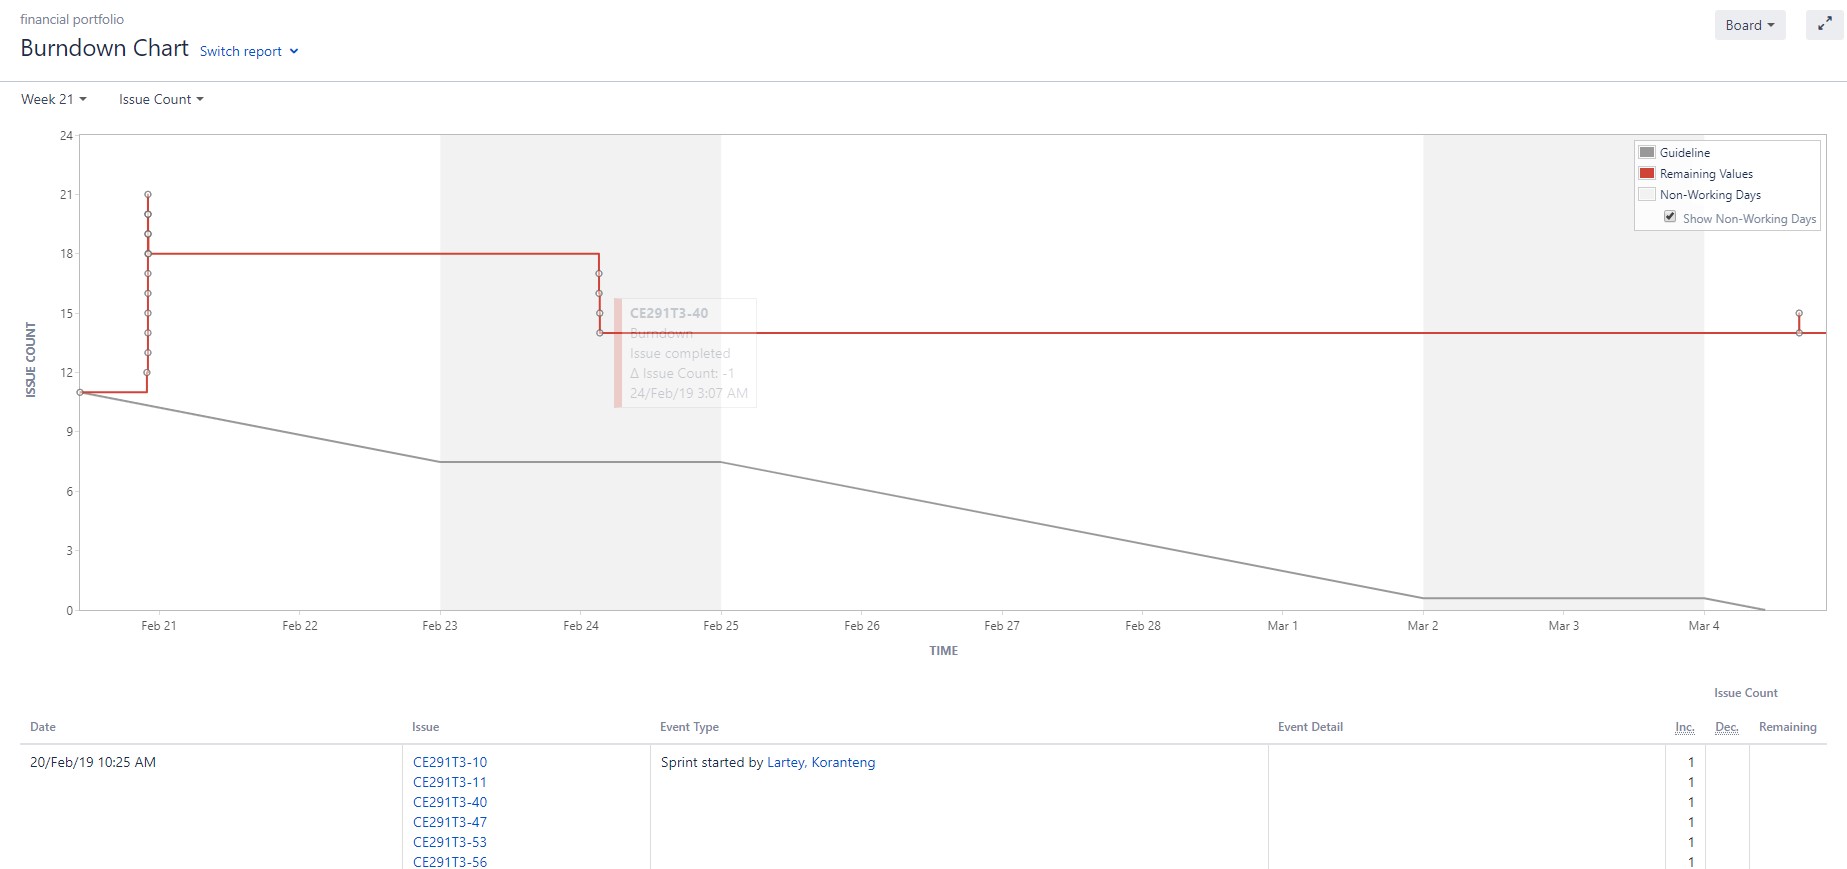 financial portfolio
Burndown Chart Switch report
Board
Week 21 Issue Count
24
21
18
15
12
9
6
3
0
ISSUE COUNT
Guideline
Remaining Values
Non-Working Days
Show Non-Working Days
CE291T3-40
Burndown
Issue completed
Δ Issue Count: -1
24/Feb/19 3:07 AM
Feb 21 Feb 22 Feb 23 Feb 24 Feb 25 Feb 26 Feb 27 Feb 28 Mar 1 Mar 2 Mar 3 Mar 4
TIME
Issue Count
Date Issue Event Type Event Detail Inc. Dec. Remaining
20/Feb/19 10:25 AM CE291T3-10 Sprint started by Lartey, Koranteng 1
CE291T3-11 1
CE291T3-40 1
CE291T3-47 1
CE291T3-53 1
CE291T3-56 1